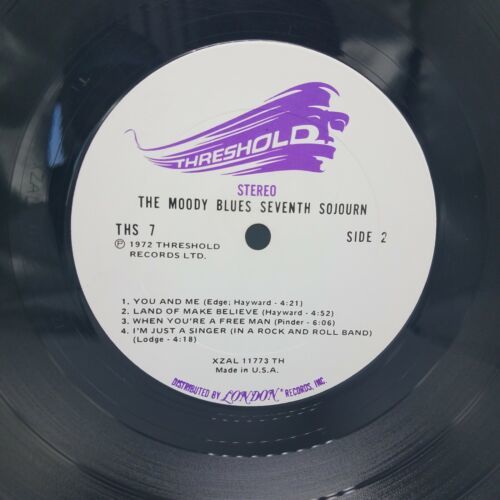 THRESHOLD
STEREO
THE MOODY BLUES SEVENTH SOJOURN
THS 7
SIDE 2
Ⓟ 1972 THRESHOLD
RECORDS LTD.
1. YOU AND ME (Edge; Hayward - 4:21)
2. LAND OF MAKE BELIEVE (Hayward - 4:52)
3. WHEN YOU'RE A FREE MAN (Pinder - 6:06)
4. I'M JUST A SINGER (IN A ROCK AND ROLL BAND)
(Lodge - 4:18)
XZAL 11773 TH
Made in U.S.A.
DISTRIBUTED BY LONDON® RECORDS, INC.